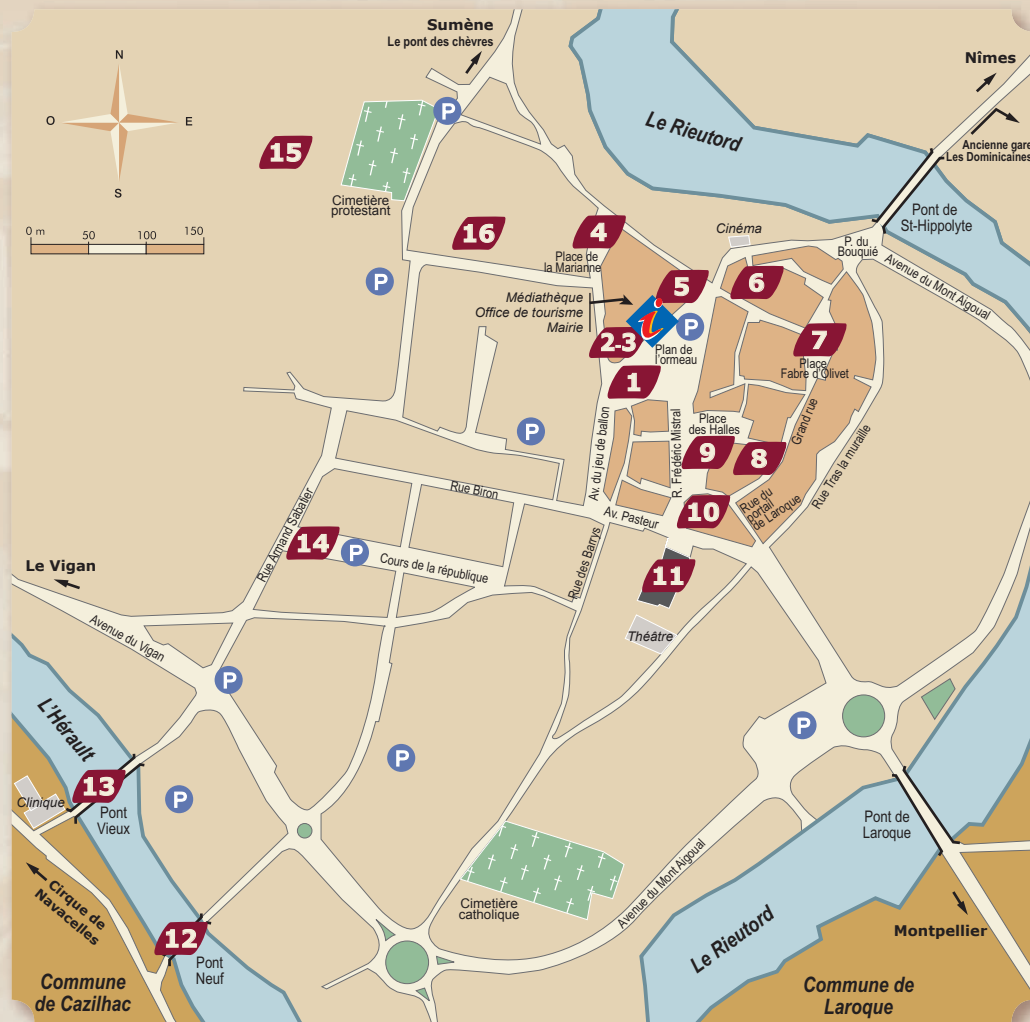 Sumène
Le pont des chèvres
Nîmes
Ancienne gare
Les Dominicaines
N
O
E
S
Le Rieutord
P
15
Cimetière
protestant
0 m
50
100
150
16
4
Place de
la Marianne
Cinéma
Pont de
St-Hippolyte
P. du
Bouquié
Avenue du Mont Aigoual
P
Médiathèque
Office de tourisme
Mairie
5
6
i
P
2-3
Plan de
l'ormeau
7
Place
Fabre d'Olivet
1
Av. du jeu de ballon
R. Frédéric Mistral
Place
des Halles
9
8
Grand rue
Rue Tras la muraille
P
Rue Biron
Av. Pasteur
10
Rue du
portail
de Laroque
Rue Armand Sabatier
14
P
Cours de la république
Rue des Barrys
11
Théâtre
Le Vigan
Avenue du Vigan
P
P
L'Hérault
13
Clinique
Pont
Vieux
P
P
Pont de
Laroque
Cimetière
catholique
Avenue du Mont Aigoual
Cirque de
Navacelles
12
Pont
Neuf
Le Rieutord
Montpellier
Commune
de Cazilhac
Commune de
Laroque